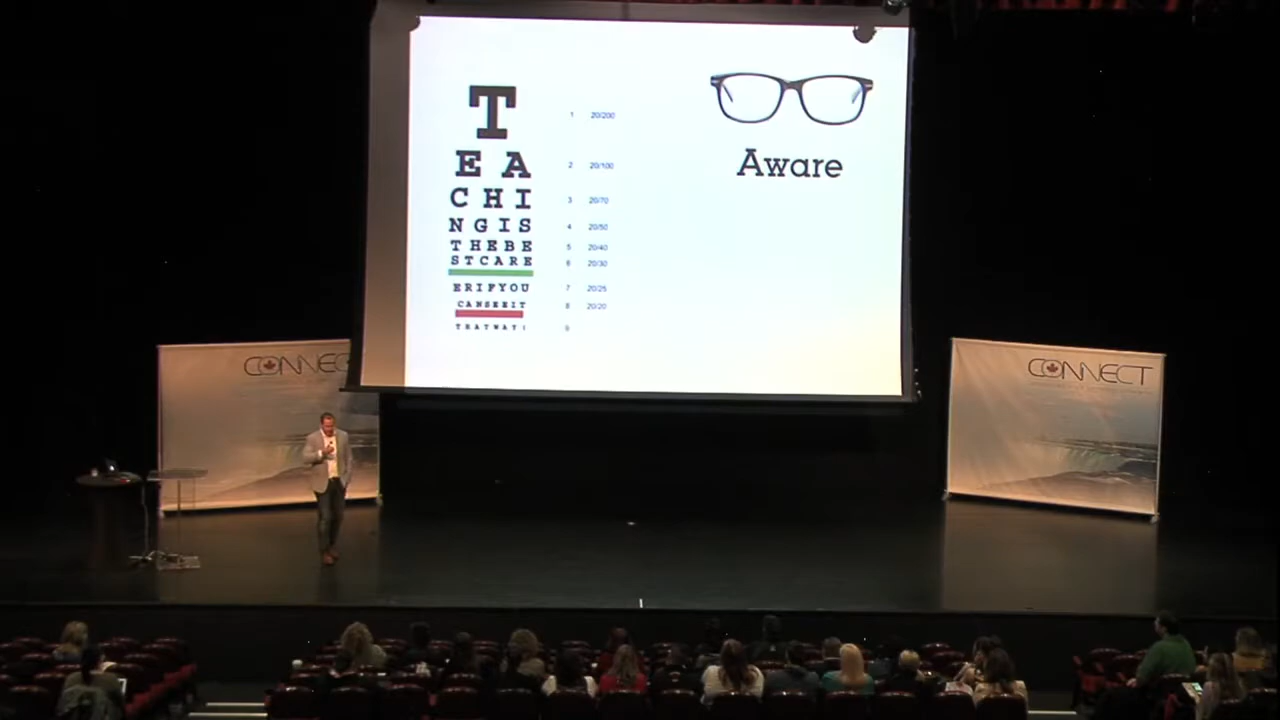 T 1 20/200
E A 2 20/100
C H I 3 20/70
N G I S 4 20/50
T H E B E 5 20/40
S T C A R E 6 20/30
E R I F Y O U 7 20/25
C A N S E E I T 8 20/20
T H A T W A Y ! 9
Aware
CONNEC
CONNECT